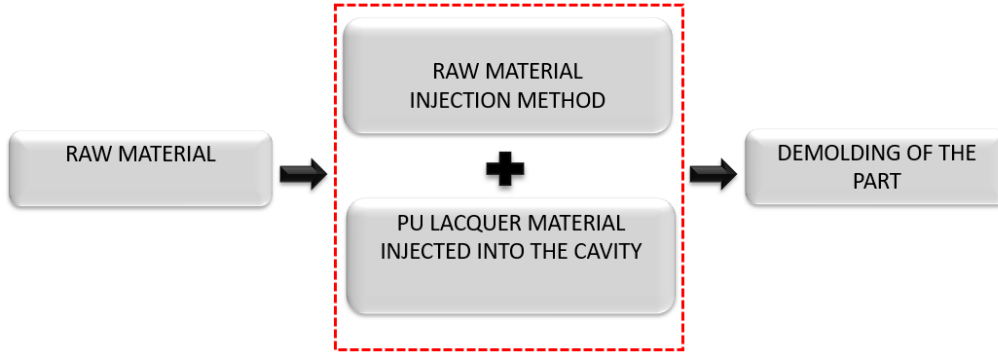 RAW MATERIAL
RAW MATERIAL
INJECTION METHOD
PU LACQUER MATERIAL
INJECTED INTO THE CAVITY
DEMOLDING OF THE
PART